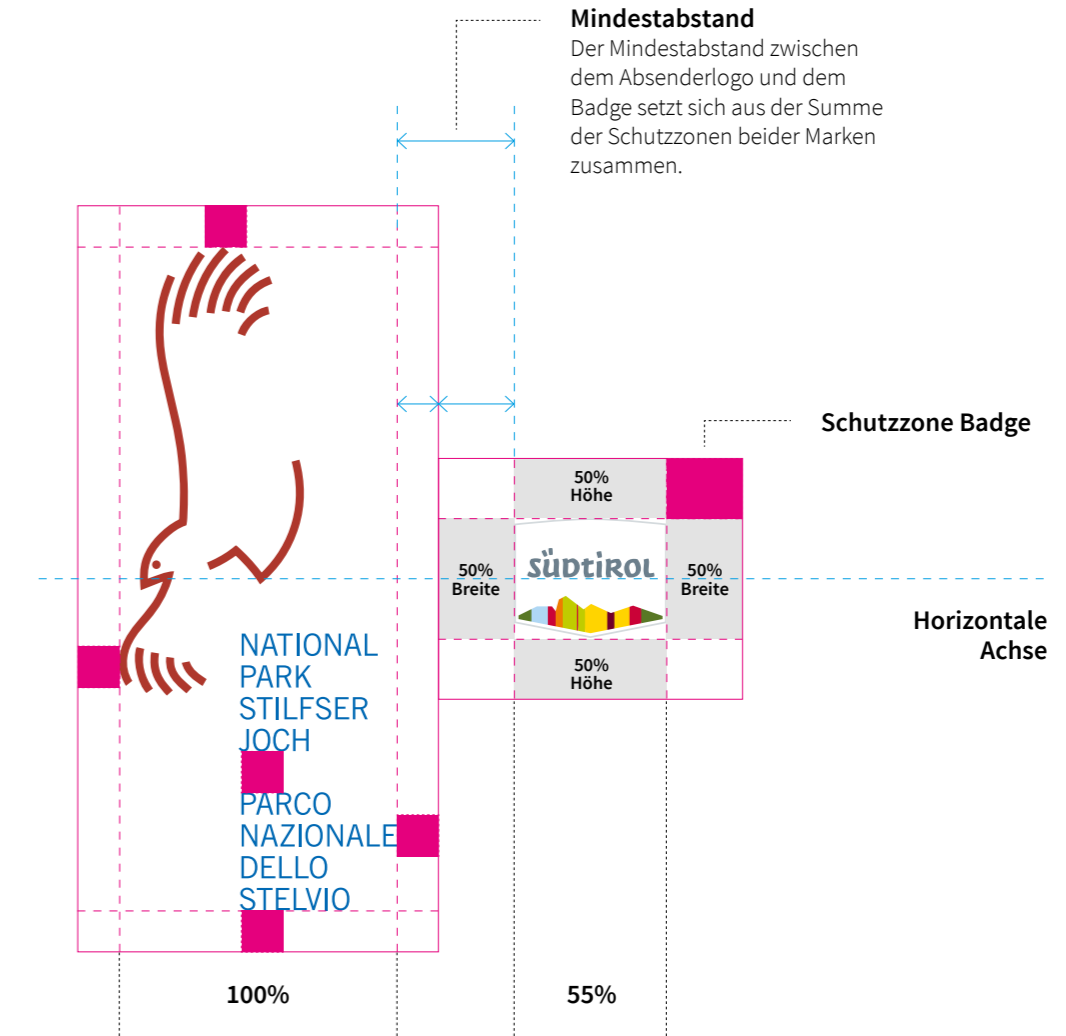 Mindestabstand
Der Mindestabstand zwischen
dem Absenderlogo und dem
Badge setzt sich aus der Summe
der Schutzzonen beider Marken
zusammen.
Schutzzone Badge
50%
Höhe
50%
Breite
SÜDTIROL
50%
Breite
50%
Höhe
Horizontale
Achse
NATIONAL
PARK
STILFSER
JOCH
PARCO
NAZIONALE
DELLO
STELVIO
100%
55%